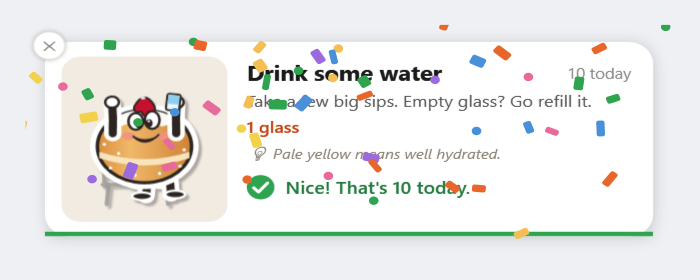 Drink some water
10 today
Take a few big sips. Empty glass? Go refill it.
1 glass
Pale yellow means well hydrated.
Nice! That's 10 today.